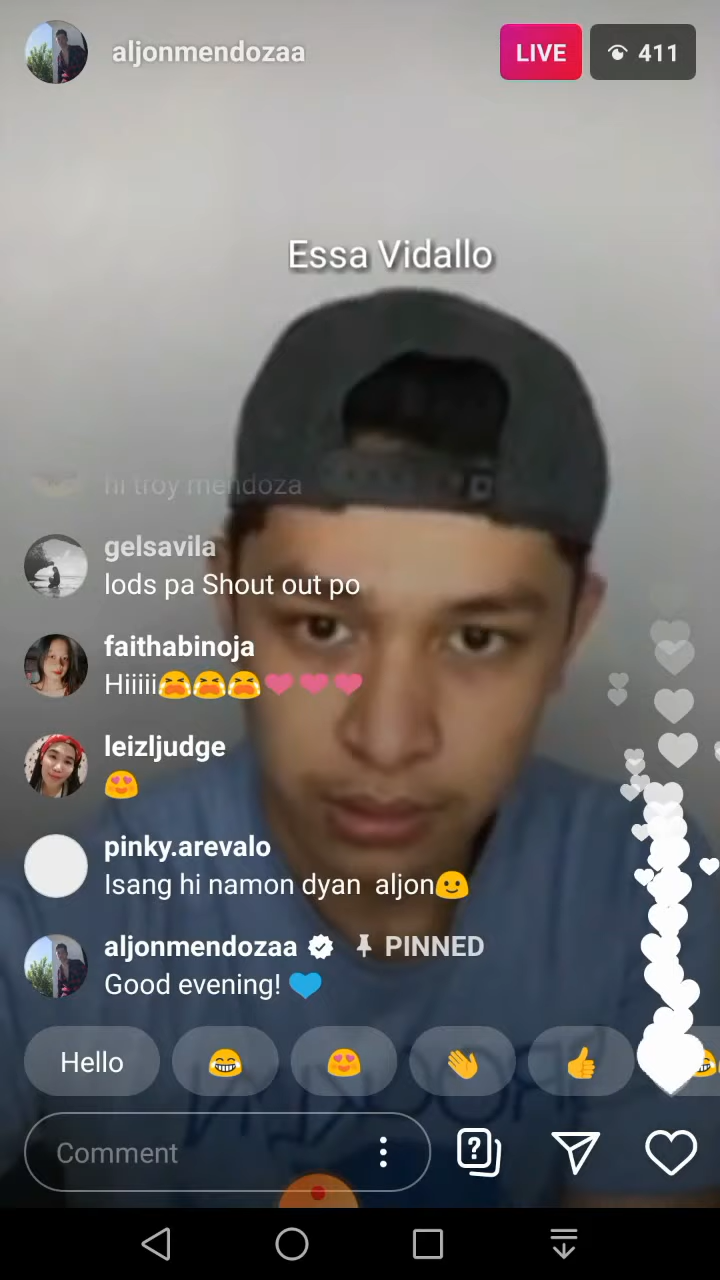 aljonmendozaa
LIVE
411
Essa Vidallo
hi troy mendoza
gelsavila
lods pa Shout out po
faithabinoja
Hiiiii😭😭😭💗💗💗
leizljudge
😍
pinky.arevalo
Isang hi namon dyan aljon🙂
aljonmendozaa PINNED
Good evening! 💙
Hello 😂 😍 👋 👍 😂
Comment